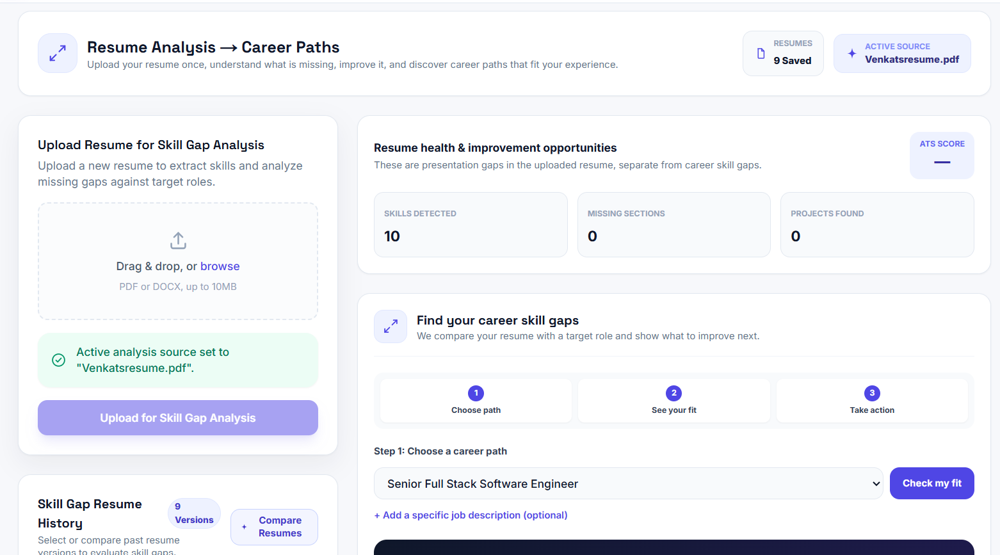 Resume Analysis → Career Paths
Upload your resume once, understand what is missing, improve it, and discover career paths that fit your experience.
RESUMES
9 Saved
ACTIVE SOURCE
Venkatsresume.pdf
Upload Resume for Skill Gap Analysis
Upload a new resume to extract skills and analyze
missing gaps against target roles.
Drag & drop, or browse
PDF or DOCX, up to 10MB
Active analysis source set to
"Venkatsresume.pdf".
Upload for Skill Gap Analysis
Skill Gap Resume
History
9
Versions
Compare
Resumes
Select or compare past resume
versions to evaluate skill gaps.
Resume health & improvement opportunities
These are presentation gaps in the uploaded resume, separate from career skill gaps.
ATS SCORE
—
SKILLS DETECTED
10
MISSING SECTIONS
0
PROJECTS FOUND
0
Find your career skill gaps
We compare your resume with a target role and show what to improve next.
1
Choose path
2
See your fit
3
Take action
Step 1: Choose a career path
Senior Full Stack Software Engineer
Check my fit
+ Add a specific job description (optional)